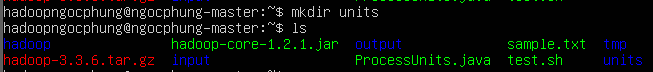 hadoopngocphung@ngocphung-master:~$ mkdir units
hadoopngocphung@ngocphung-master:~$ ls
hadoop hadoop-core-1.2.1.jar output sample.txt tmp
hadoop-3.3.6.tar.gz input ProcessUnits.java test.sh units